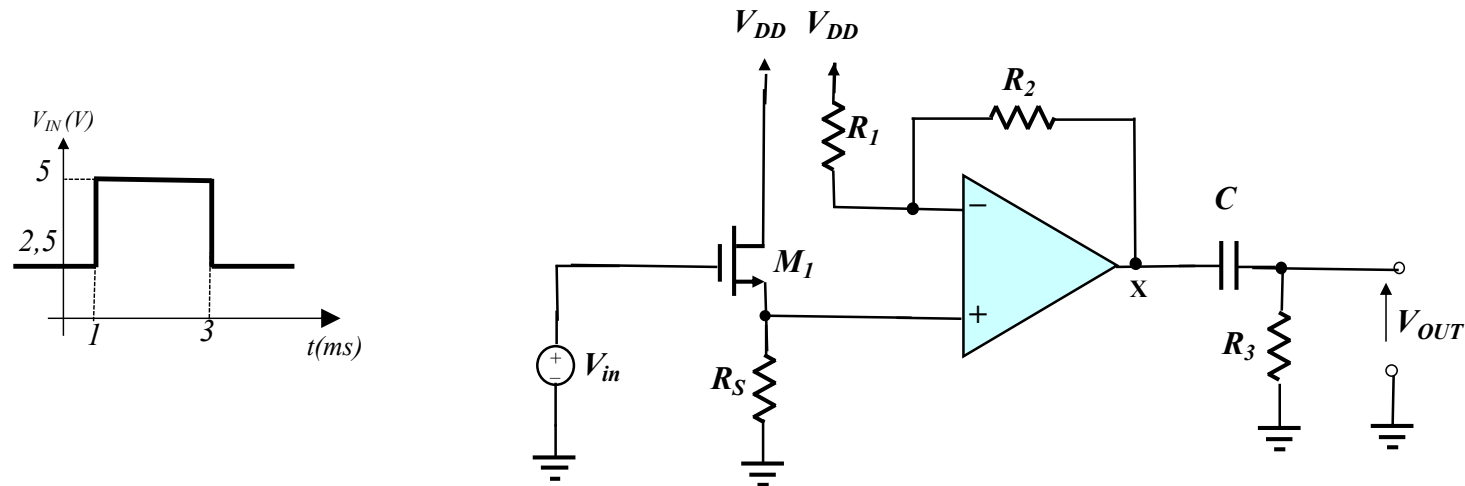 V_IN (V)
5
2,5
1
3
t(ms)
V_DD
V_DD
R_1
R_2
−
+
M_1
+
−
V_in
R_S
X
C
R_3
V_OUT